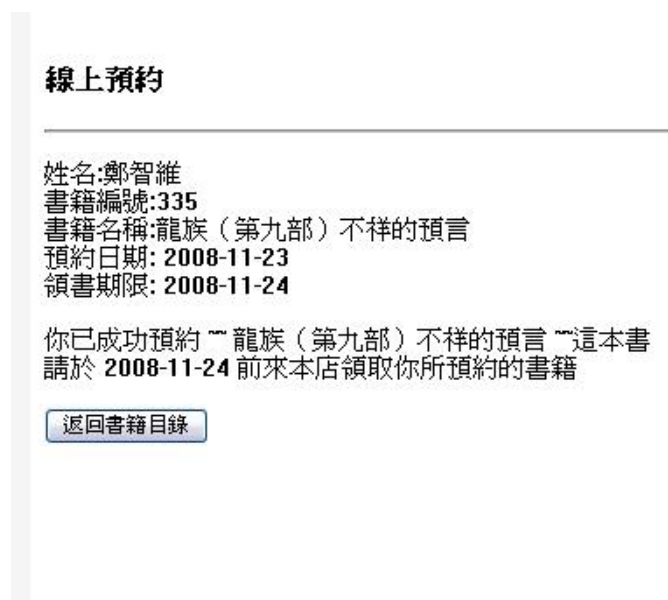 線上預約
姓名:鄭智維
書籍編號:335
書籍名稱:龍族（第九部）不祥的預言
預約日期: 2008-11-23
領書期限: 2008-11-24
你已成功預約 ~~ 龍族（第九部）不祥的預言 ~~這本書
請於 2008-11-24 前來本店領取你所預約的書籍
返回書籍目錄